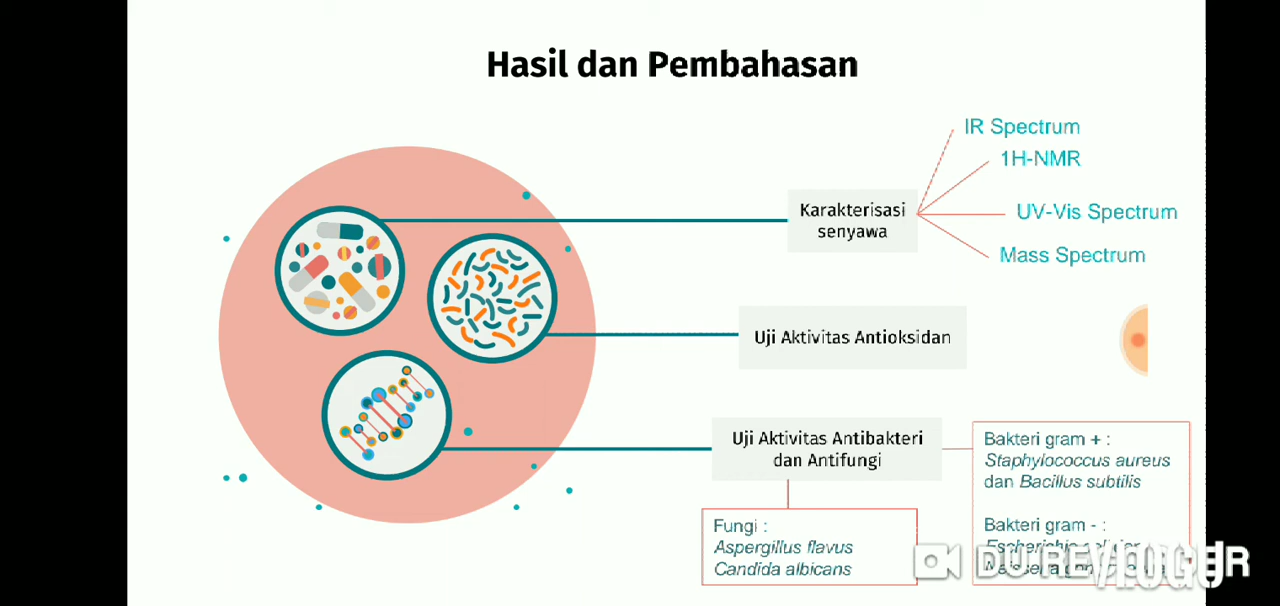 Hasil dan Pembahasan
IR Spectrum
1H-NMR
Karakterisasi
senyawa
UV-Vis Spectrum
Mass Spectrum
Uji Aktivitas Antioksidan
Uji Aktivitas Antibakteri
dan Antifungi
Bakteri gram + :
Staphylococcus aureus
dan Bacillus subtilis
Bakteri gram - :
Escherichia
Fungi :
Aspergillus flavus
Candida albicans